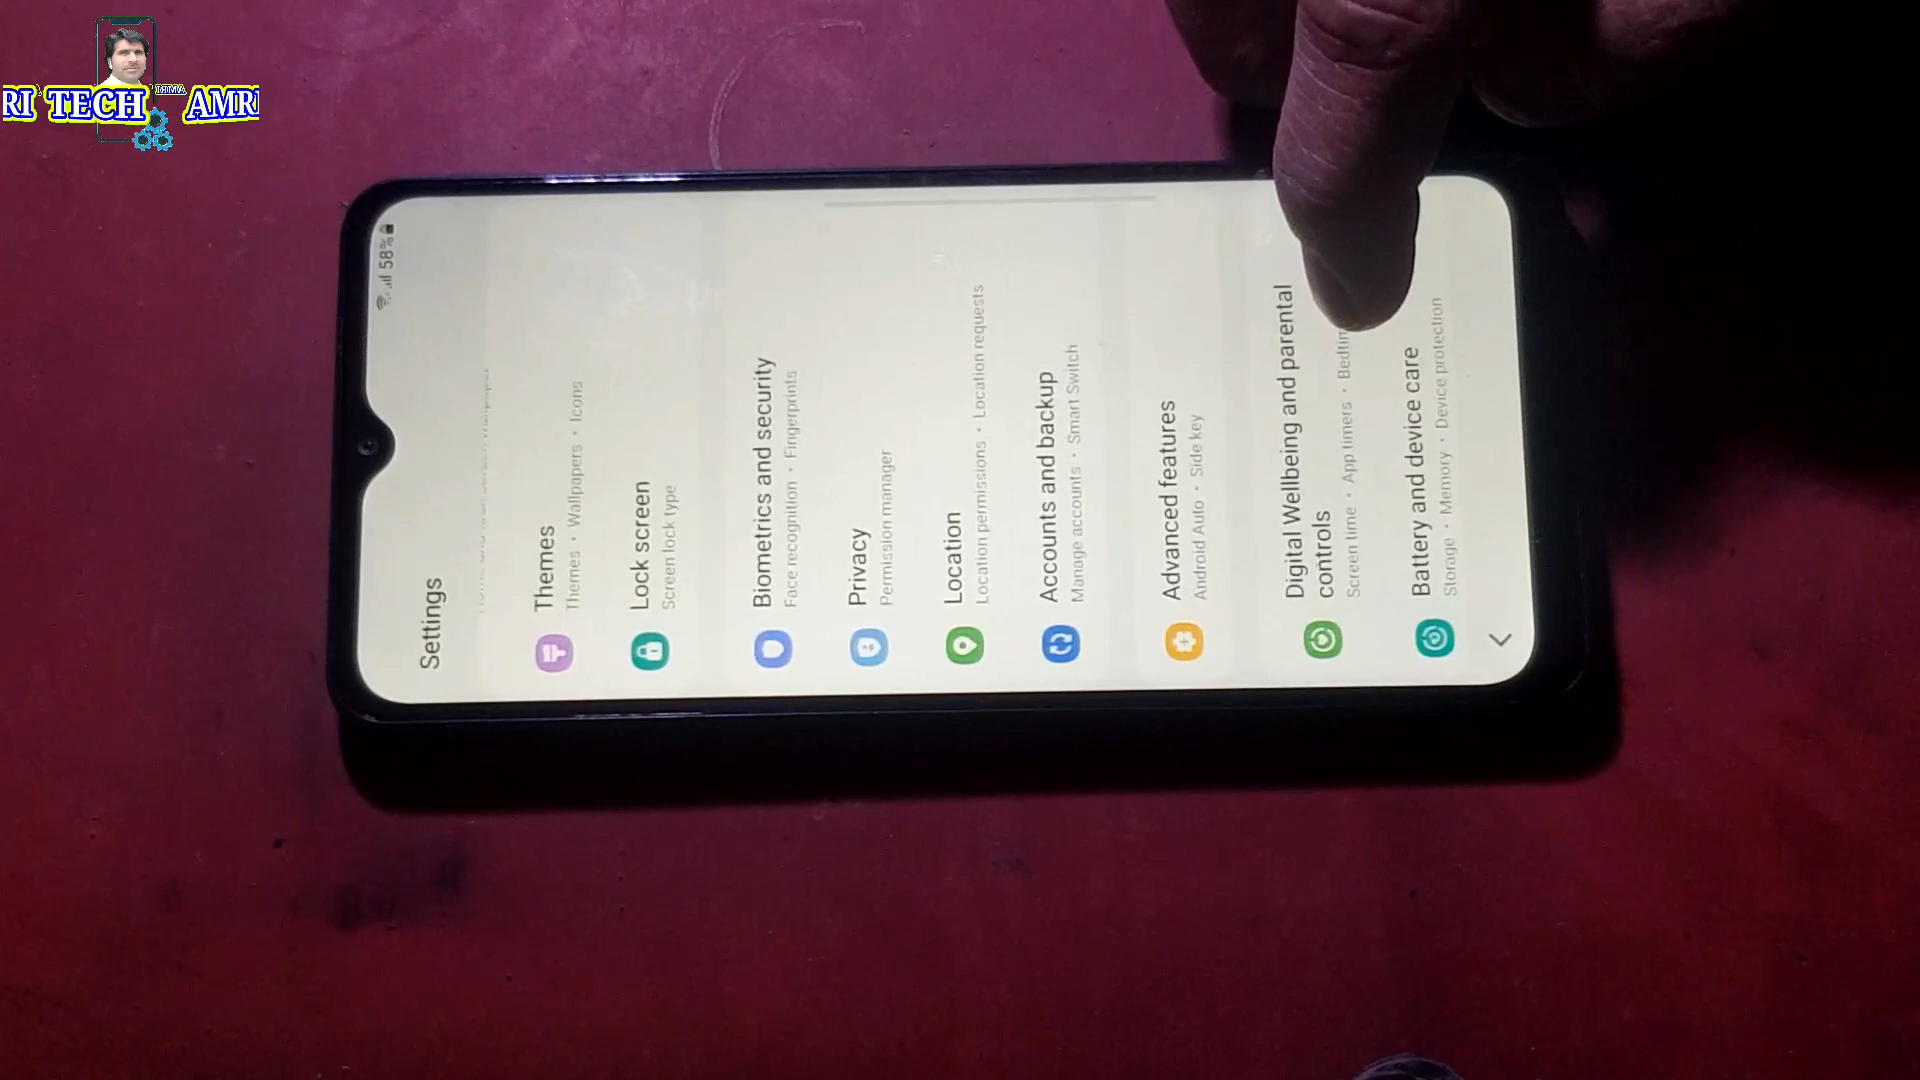 RI TECH AMRI
58%
Settings
Themes
Themes • Wallpapers • Icons
Lock screen
Screen lock type
Biometrics and security
Face recognition • Fingerprints
Privacy
Permission manager
Location
Location permissions • Location requests
Accounts and backup
Manage accounts • Smart Switch
Advanced features
Android Auto • Side key
Digital Wellbeing and parental
controls
Screen time • App timers •
Battery and device care
Storage • Memory • Device protection